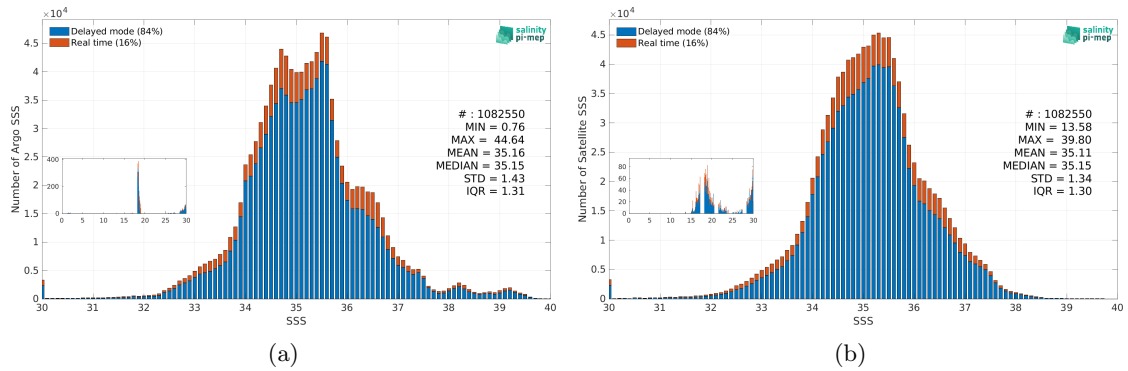 ×10⁴
Delayed mode (84%)
Real time (16%)
salinity
pi-mep
4.5
4
3.5
3
2.5
2
1.5
1
0.5
0
Number of Argo SSS
# : 1082550
MIN = 0.76
MAX = 44.64
MEAN = 35.16
MEDIAN = 35.15
STD = 1.43
IQR = 1.31
400
200
0
0 5 10 15 20 25 30
30 31 32 33 34 35 36 37 38 39 40
SSS
(a)
×10⁴
Delayed mode (84%)
Real time (16%)
salinity
pi-mep
4.5
4
3.5
3
2.5
2
1.5
1
0.5
0
Number of Satellite SSS
# : 1082550
MIN = 13.58
MAX = 39.80
MEAN = 35.11
MEDIAN = 35.15
STD = 1.34
IQR = 1.30
80
60
40
20
0
0 5 10 15 20 25 30
30 31 32 33 34 35 36 37 38 39 40
SSS
(b)